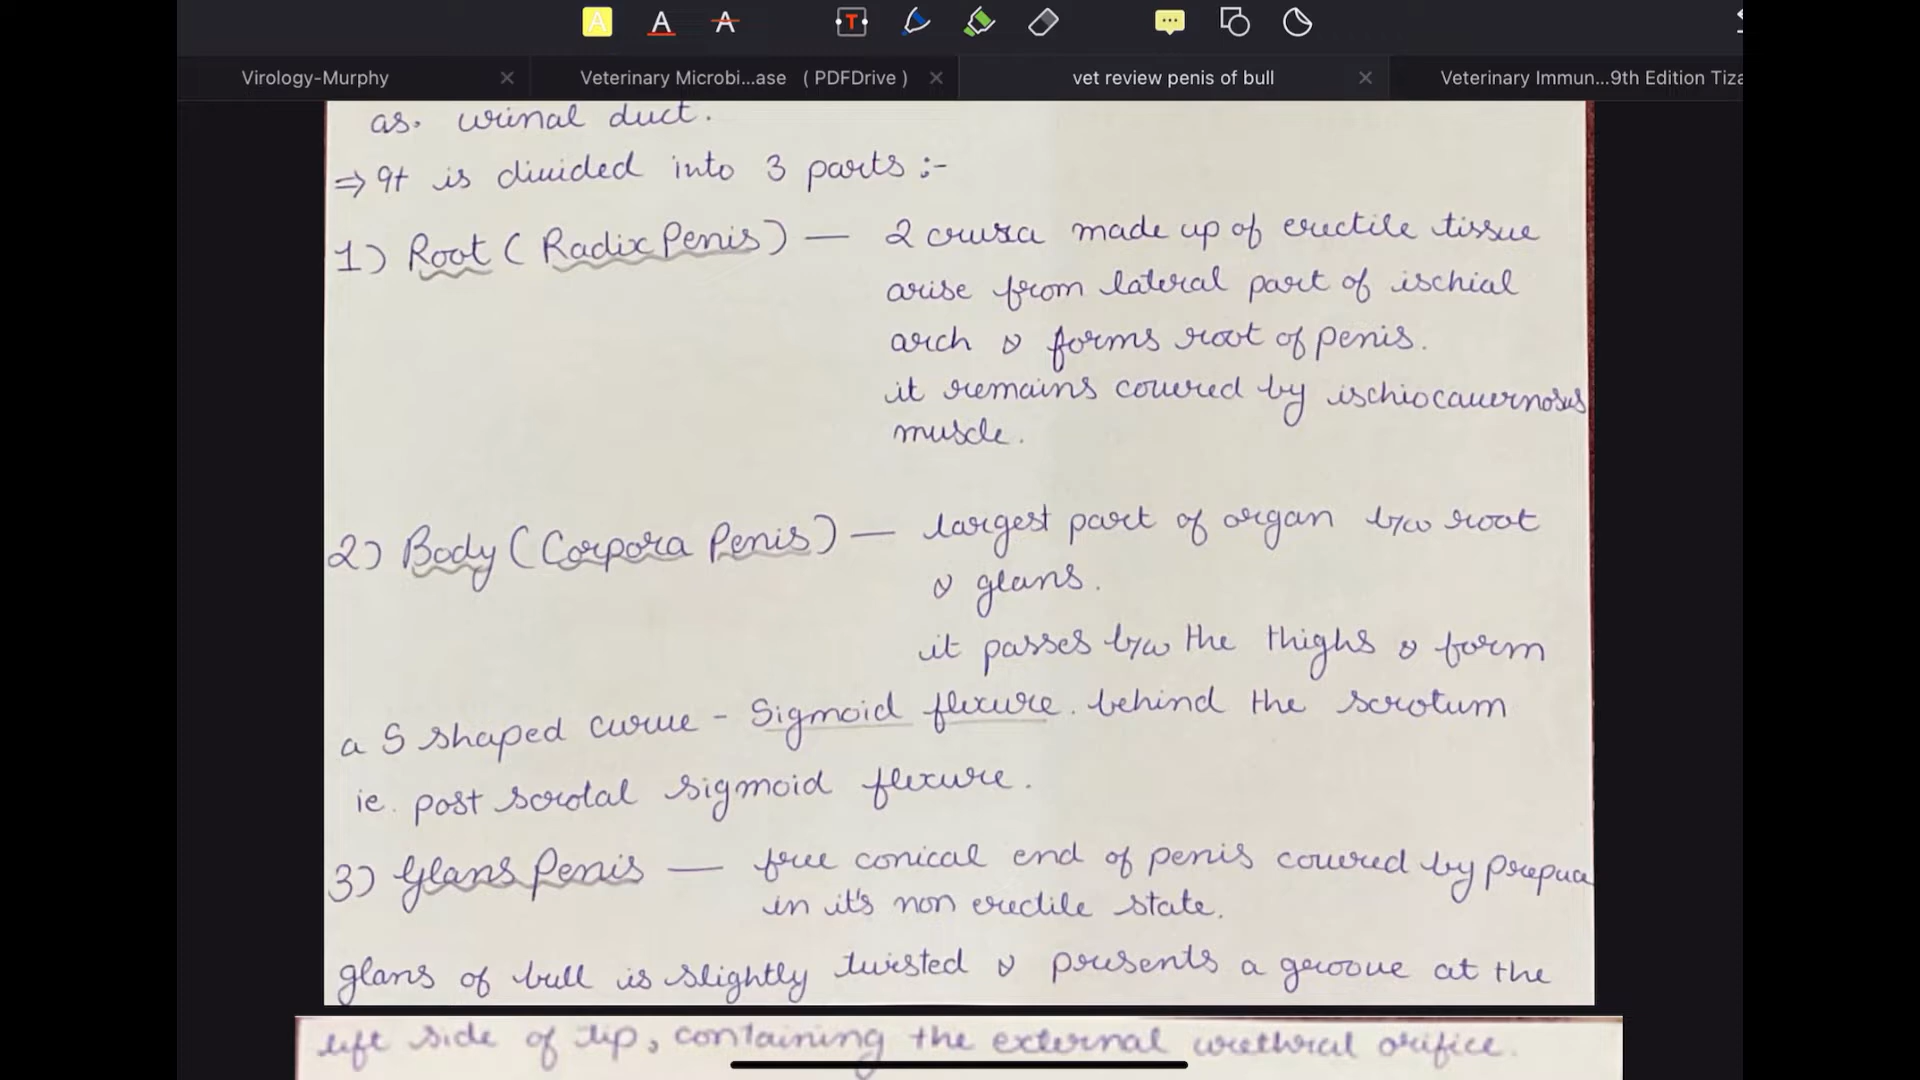 A A A T
Virology-Murphy × Veterinary Microbi...ase ( PDFDrive ) × vet review penis of bull × Veterinary Immun...9th Edition Tiza
as. urinal duct.
⇒ It is divided into 3 parts :-
1) Root ( Radix Penis ) — 2 crura made up of erectile tissue
arise from lateral part of ischial
arch & forms root of penis.
it remains covered by ischiocavernosus
muscle.
2) Body ( Corpora Penis ) — largest part of organ b/w root
& glans.
it passes b/w the thighs & form
a S shaped curve - Sigmoid flexure. behind the scrotum
ie. post scrotal sigmoid flexure.
3) Glans Penis — free conical end of penis covered by prepuce
in it's non erectile state.
glans of bull is slightly twisted & presents a groove at the
left side of tip, containing the external urethral orifice.